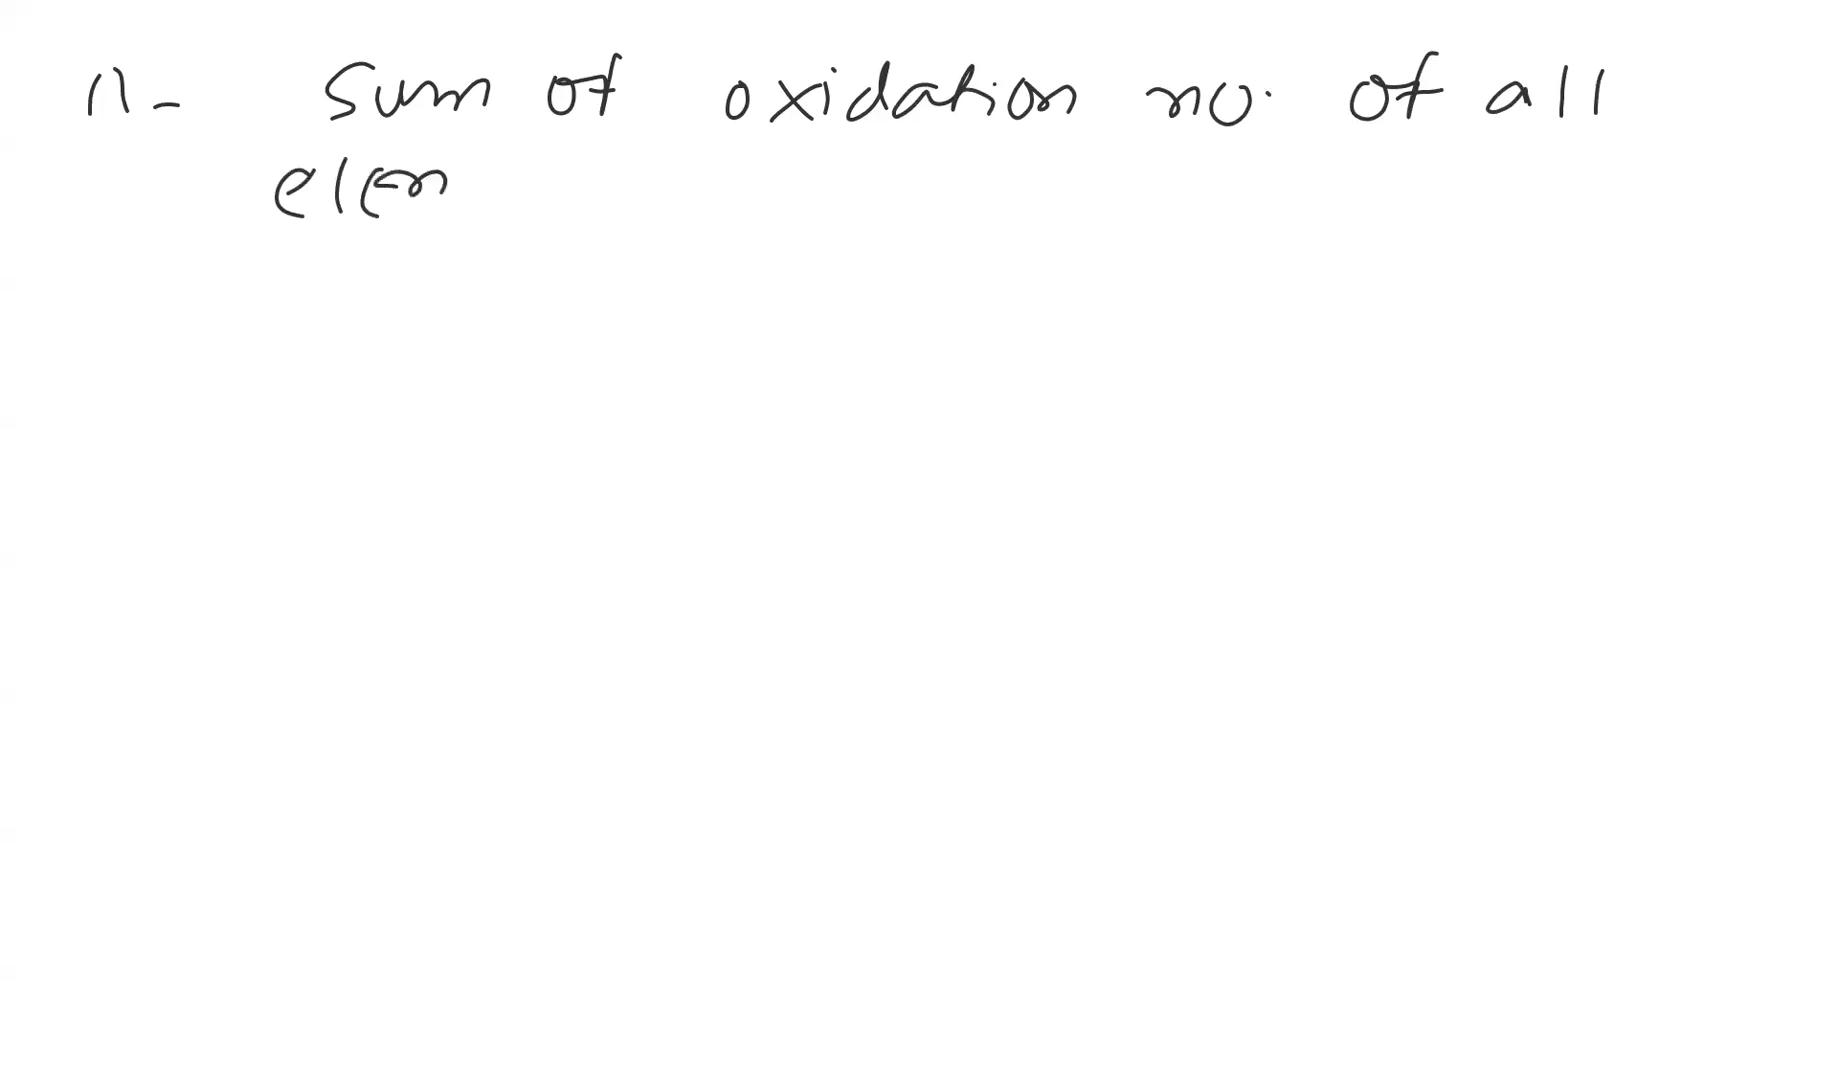 11- Sum of oxidation no. of all
elem